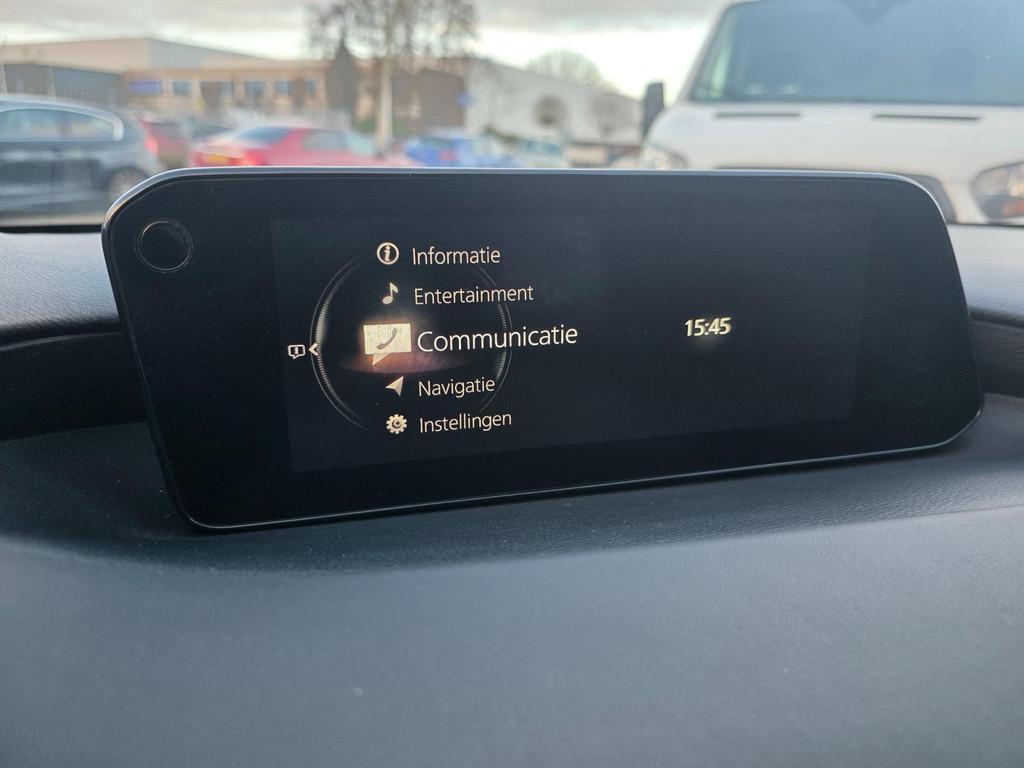 Informatie
Entertainment
Communicatie
15:45
Navigatie
Instellingen